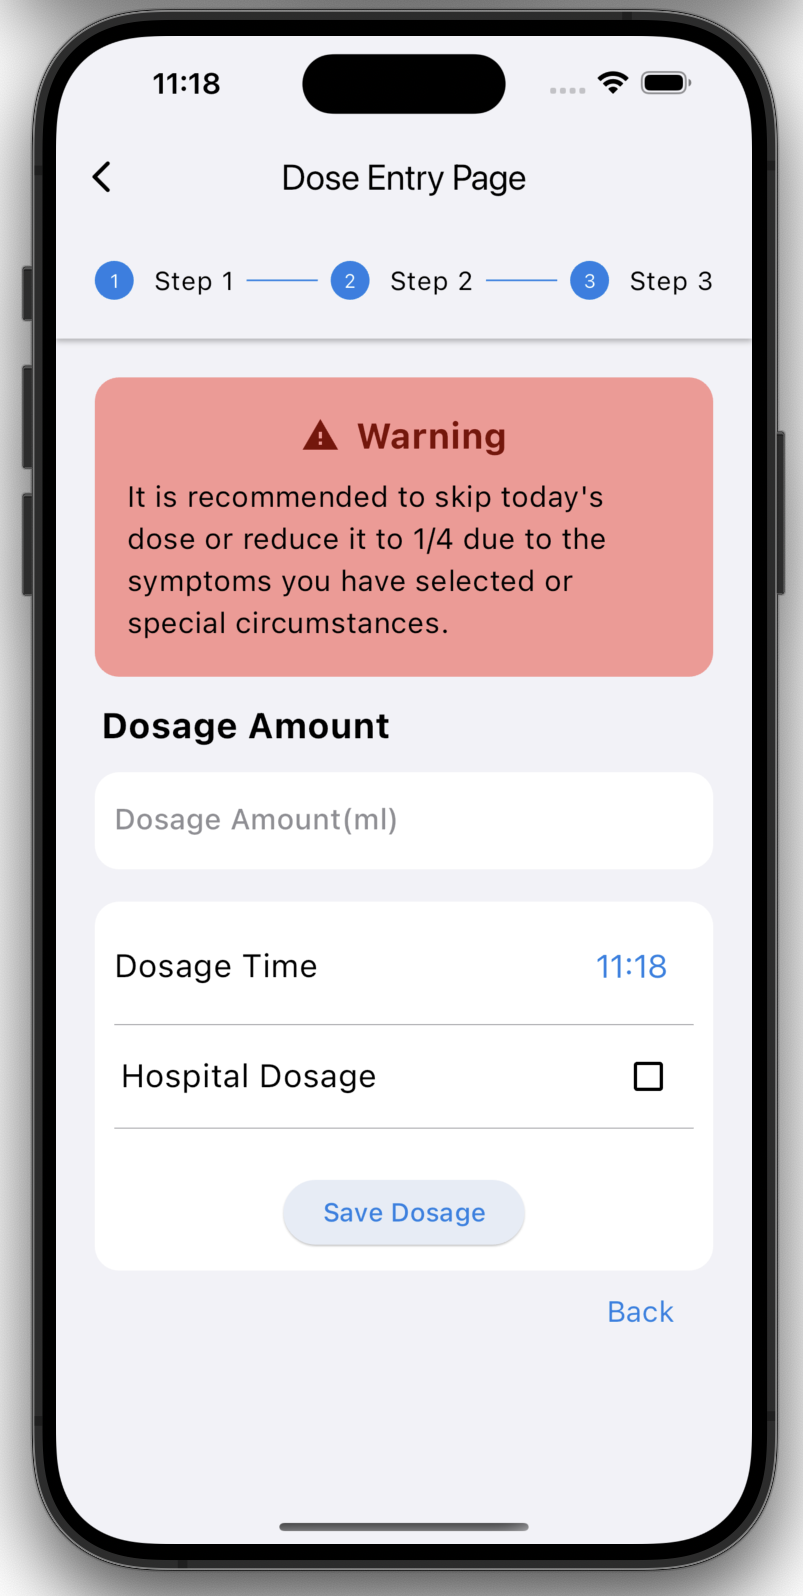 11:18
Dose Entry Page
1 Step 1 2 Step 2 3 Step 3
Warning
It is recommended to skip today's
dose or reduce it to 1/4 due to the
symptoms you have selected or
special circumstances.
Dosage Amount
Dosage Amount(ml)
Dosage Time 11:18
Hospital Dosage
Save Dosage
Back